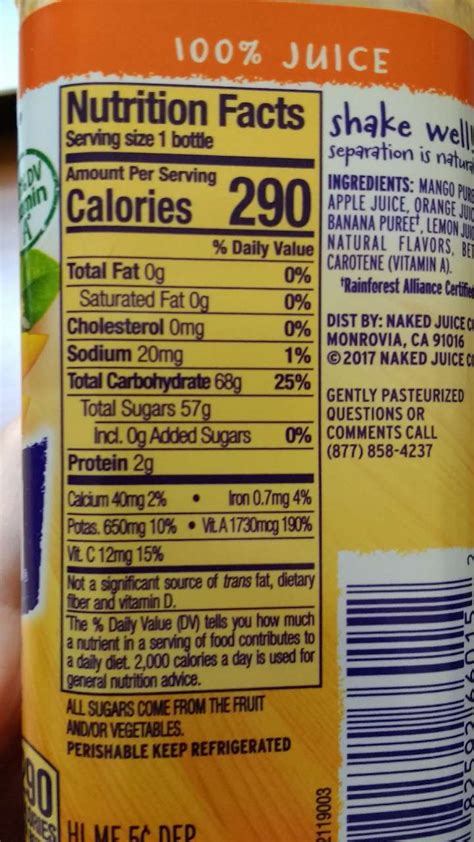 100% JUICE
Nutrition Facts
Serving size 1 bottle
Amount Per Serving
Calories 290
% Daily Value
Total Fat 0g 0%
Saturated Fat 0g 0%
Cholesterol 0mg 0%
Sodium 20mg 1%
Total Carbohydrate 68g 25%
Total Sugars 57g
Incl. 0g Added Sugars 0%
Protein 2g
Calcium 40mg 2% • Iron 0.7mg 4%
Potas. 650mg 10% • Vit. A 1730mcg 190%
Vit. C 12mg 15%
Not a significant source of trans fat, dietary
fiber and vitamin D.
*The % Daily Value (DV) tells you how much
a nutrient in a serving of food contributes to
a daily diet. 2,000 calories a day is used for
general nutrition advice.
ALL SUGARS COME FROM THE FRUIT
AND/OR VEGETABLES.
PERISHABLE KEEP REFRIGERATED
HI ME 5¢ DEP
shake well!
separation is
INGREDIENTS: MANGO
APPLE JUICE, ORANGE
BANANA PUREE†, LEMON
NATURAL FLAVORS,
CAROTENE (VITAMIN A).
†Rainforest Alliance
DIST BY: NAKED JUICE
MONROVIA, CA 91016
© 2017 NAKED JUICE
GENTLY PASTEURIZED
QUESTIONS OR
COMMENTS CALL
(877) 858-4237
2119003